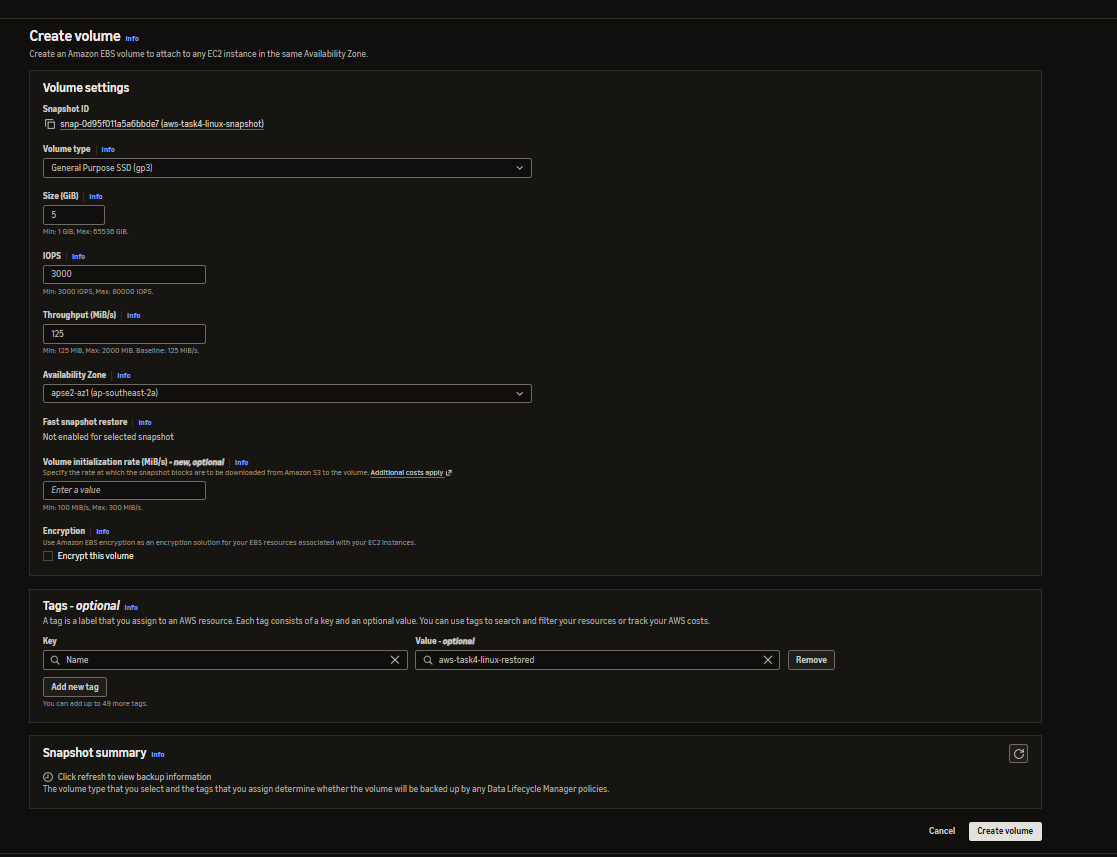 Create volume Info
Create an Amazon EBS volume to attach to any EC2 instance in the same Availability Zone.
Volume settings
Snapshot ID
snap-0d95f011a5a6bbde7 (aws-task4-linux-snapshot)
Volume type Info
General Purpose SSD (gp3)
Size (GiB) Info
5
Min: 1 GiB, Max: 65536 GiB.
IOPS Info
3000
Min: 3000 IOPS, Max: 80000 IOPS.
Throughput (MiB/s) Info
125
Min: 125 MiB, Max: 2000 MiB. Baseline: 125 MiB/s.
Availability Zone Info
apse2-az1 (ap-southeast-2a)
Fast snapshot restore Info
Not enabled for selected snapshot
Volume initialization rate (MiB/s) - new, optional Info
Specify the rate at which the snapshot blocks are to be downloaded from Amazon S3 to the volume. Additional costs apply
Enter a value
Min: 100 MiB/s, Max: 300 MiB/s.
Encryption Info
Use Amazon EBS encryption as an encryption solution for your EBS resources associated with your EC2 instances.
Encrypt this volume
Tags - optional Info
A tag is a label that you assign to an AWS resource. Each tag consists of a key and an optional value. You can use tags to search and filter your resources or track your AWS costs.
Key Value - optional
Name aws-task4-linux-restored Remove
Add new tag
You can add up to 49 more tags.
Snapshot summary Info
Click refresh to view backup information
The volume type that you select and the tags that you assign determine whether the volume will be backed up by any Data Lifecycle Manager policies.
Cancel Create volume